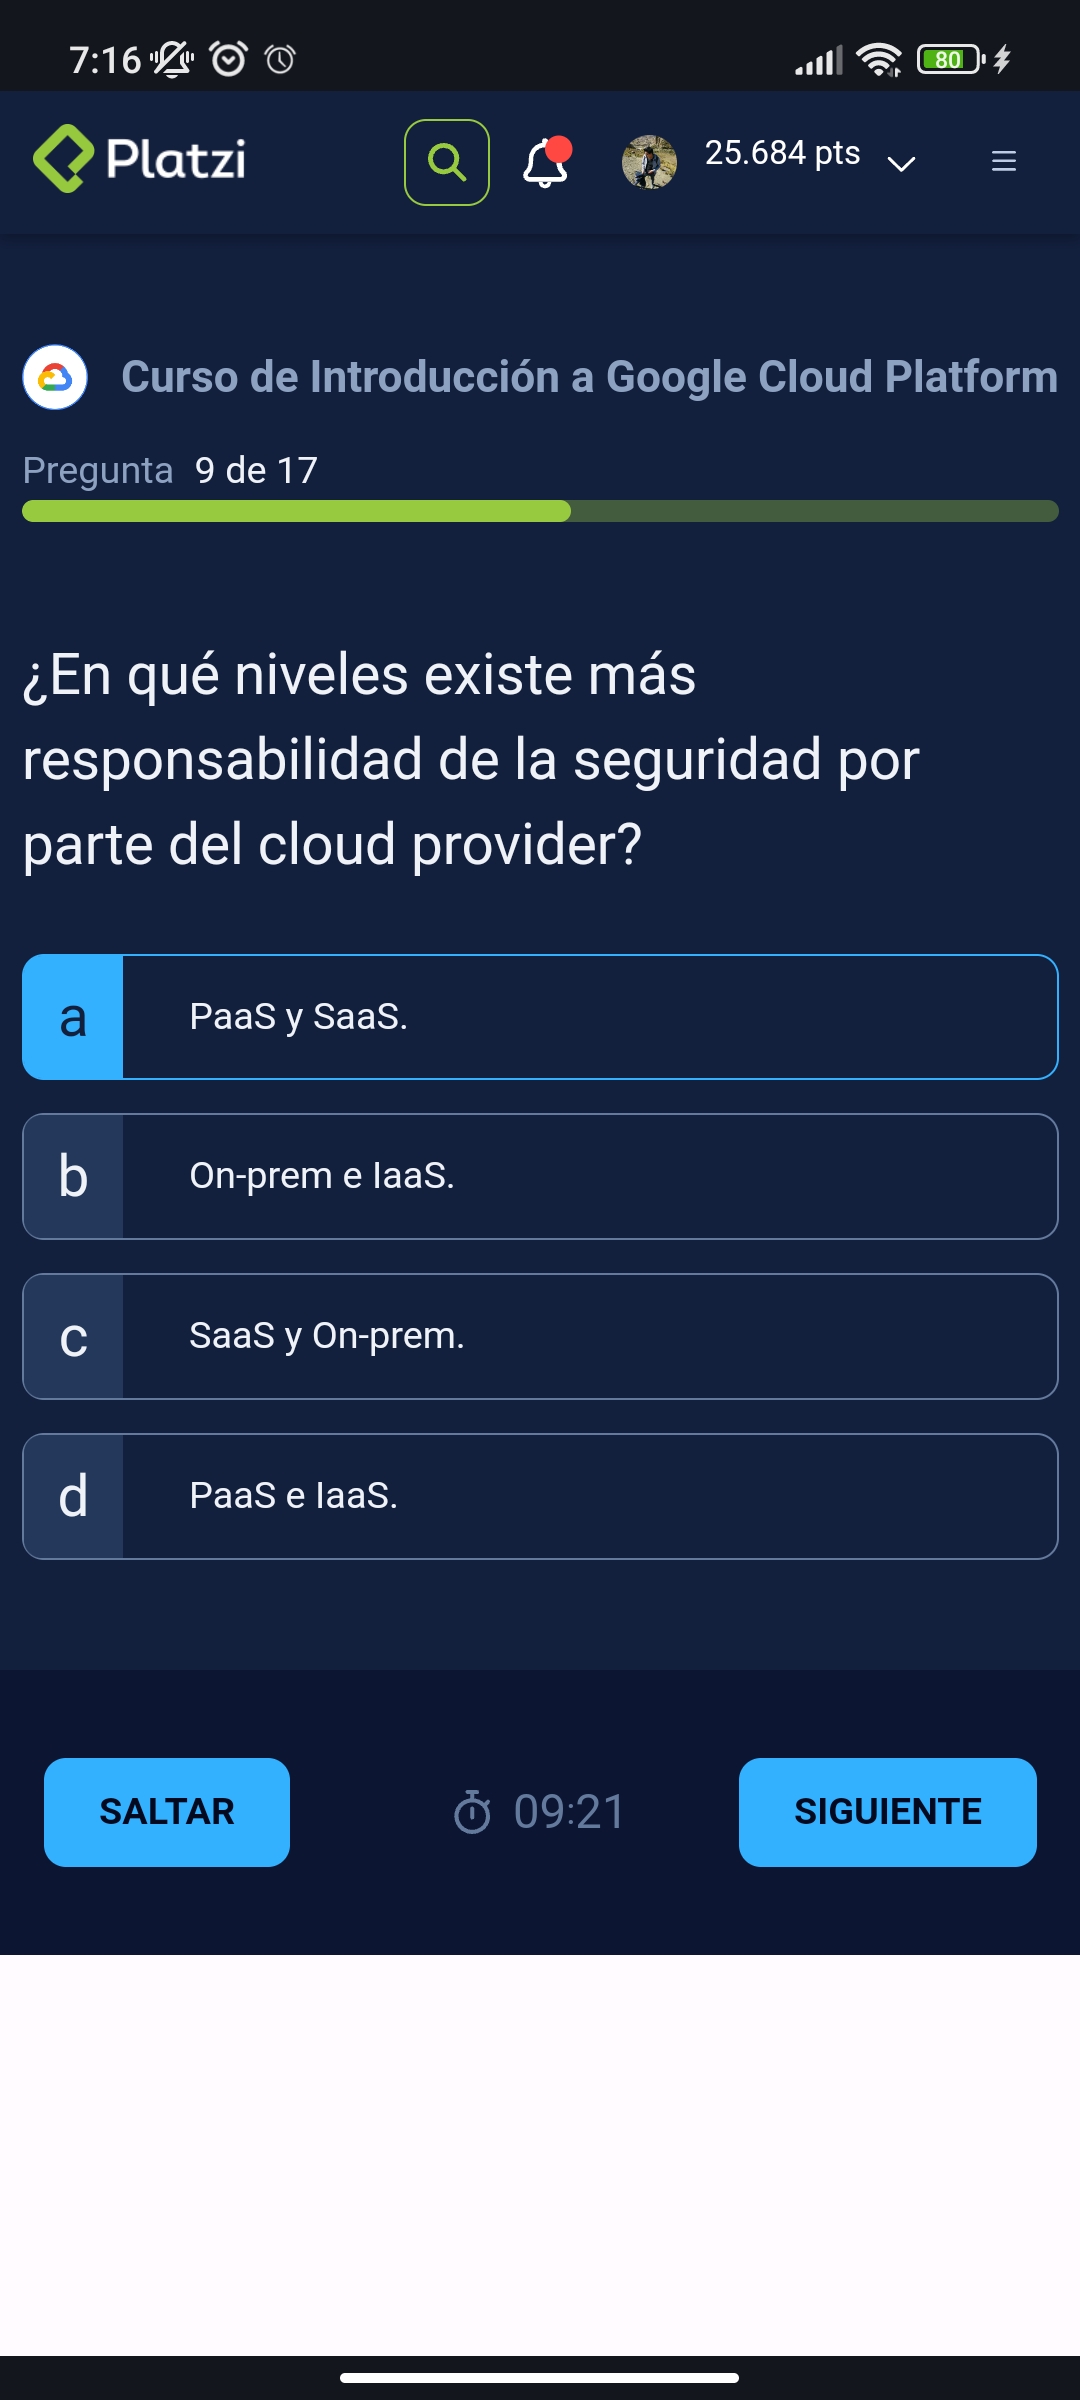 7:16
80
Platzi
25.684 pts
Curso de Introducción a Google Cloud Platform
Pregunta 9 de 17
¿En qué niveles existe más
responsabilidad de la seguridad por
parte del cloud provider?
a PaaS y SaaS.
b On-prem e IaaS.
c SaaS y On-prem.
d PaaS e IaaS.
SALTAR
09:21
SIGUIENTE